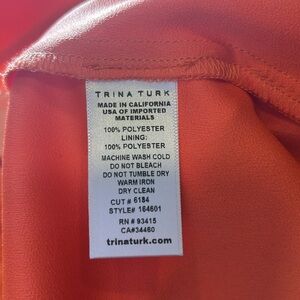 TRINA TURK
MADE IN CALIFORNIA
USA OF IMPORTED
MATERIALS
100% POLYESTER
LINING:
100% POLYESTER
MACHINE WASH COLD
DO NOT BLEACH
DO NOT TUMBLE DRY
WARM IRON
DRY CLEAN
CUT # 6184
STYLE# 164601
RN # 93415
CA#34460
trinaturk.com